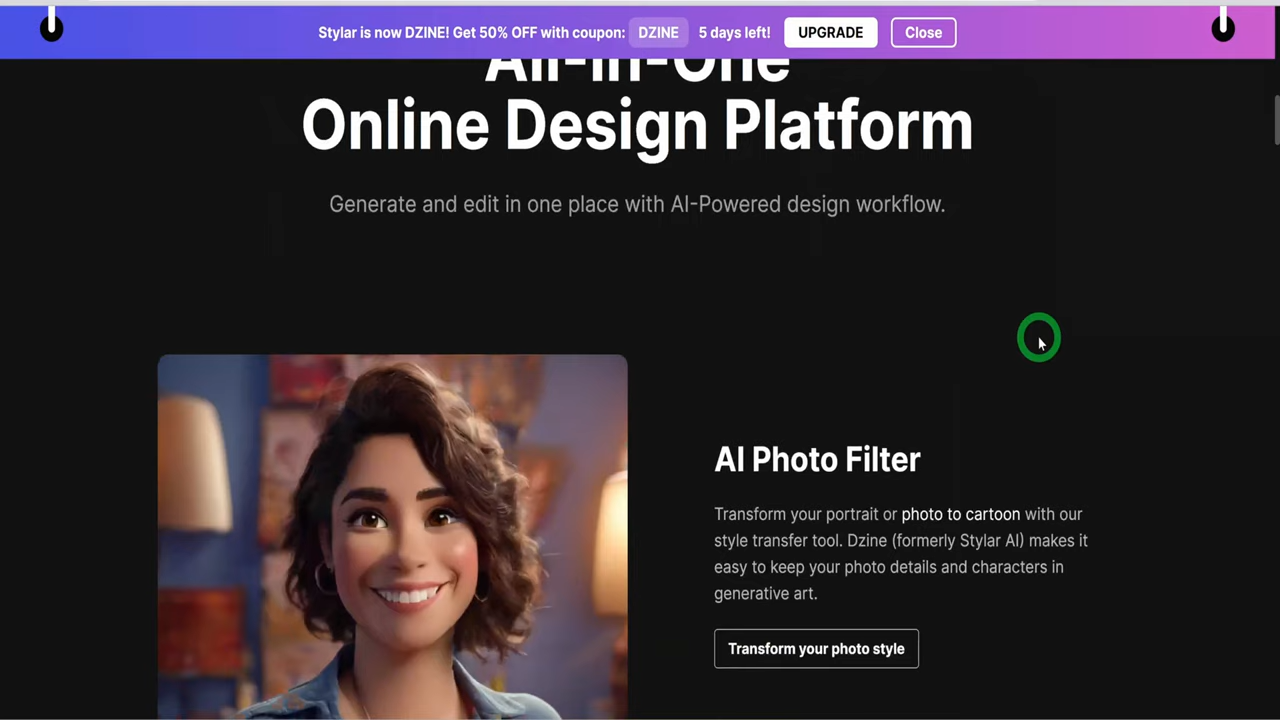 Stylar is now DZINE! Get 50% OFF with coupon: DZINE 5 days left! UPGRADE Close
All-in-One
Online Design Platform
Generate and edit in one place with AI-Powered design workflow.
AI Photo Filter
Transform your portrait or photo to cartoon with our
style transfer tool. Dzine (formerly Stylar AI) makes it
easy to keep your photo details and characters in
generative art.
Transform your photo style